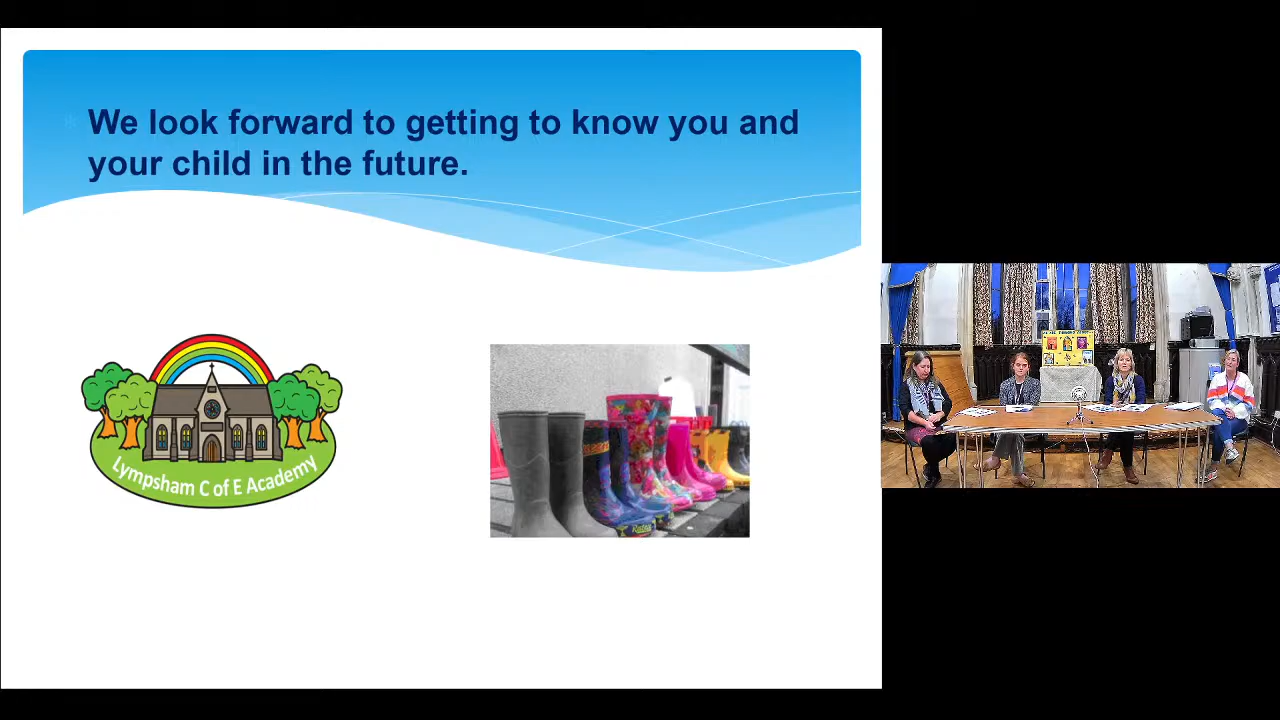 We look forward to getting to know you and
your child in the future.
Lympsham C of E Academy